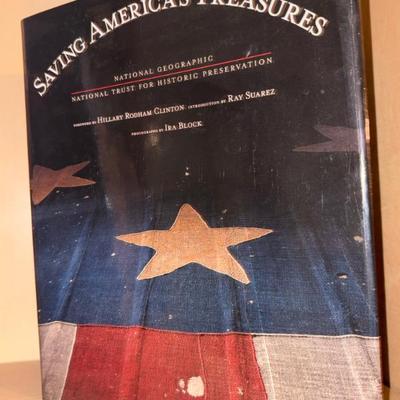 SAVING AMERICA'S TREASURES
NATIONAL GEOGRAPHIC
NATIONAL TRUST FOR HISTORIC PRESERVATION
FOREWORD BY HILLARY RODHAM CLINTON INTRODUCTION BY RAY SUAREZ
PHOTOGRAPHS BY IRA BLOCK